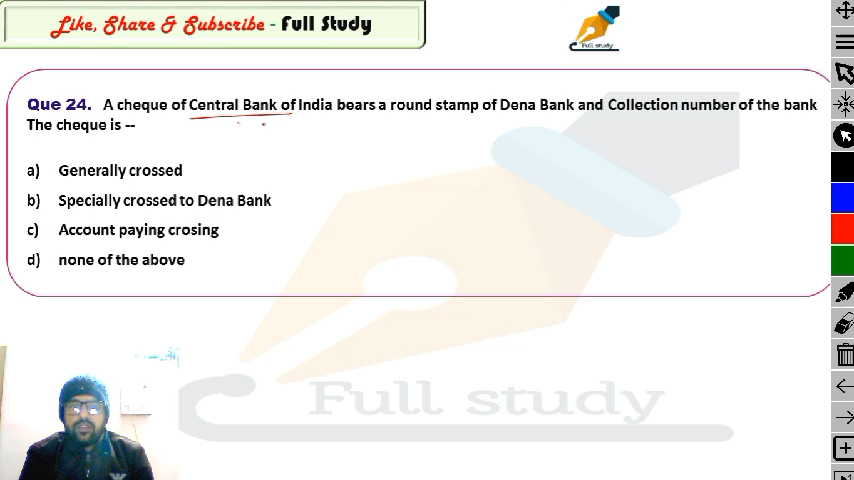 Like, Share & Subscribe - Full Study
Full study
Que 24. A cheque of Central Bank of India bears a round stamp of Dena Bank and Collection number of the bank
The cheque is --
a) Generally crossed
b) Specially crossed to Dena Bank
c) Account paying crosing
d) none of the above
Full study